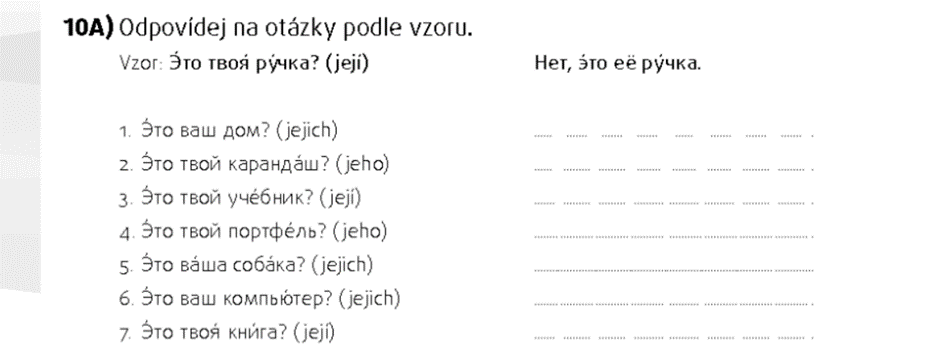 10A) Odpovídej na otázky podle vzoru.
Vzor: Э́то твоя́ ру́чка? (její) Нет, э́то её ру́чка.
1. Э́то ваш дом? (jejich)
2. Э́то твой каранда́ш? (jeho)
3. Э́то твой уче́бник? (její)
4. Э́то твой портфе́ль? (jeho)
5. Э́то ва́ша соба́ка? (jejich)
6. Э́то ваш компью́тер? (jejich)
7. Э́то твоя́ кни́га? (její)